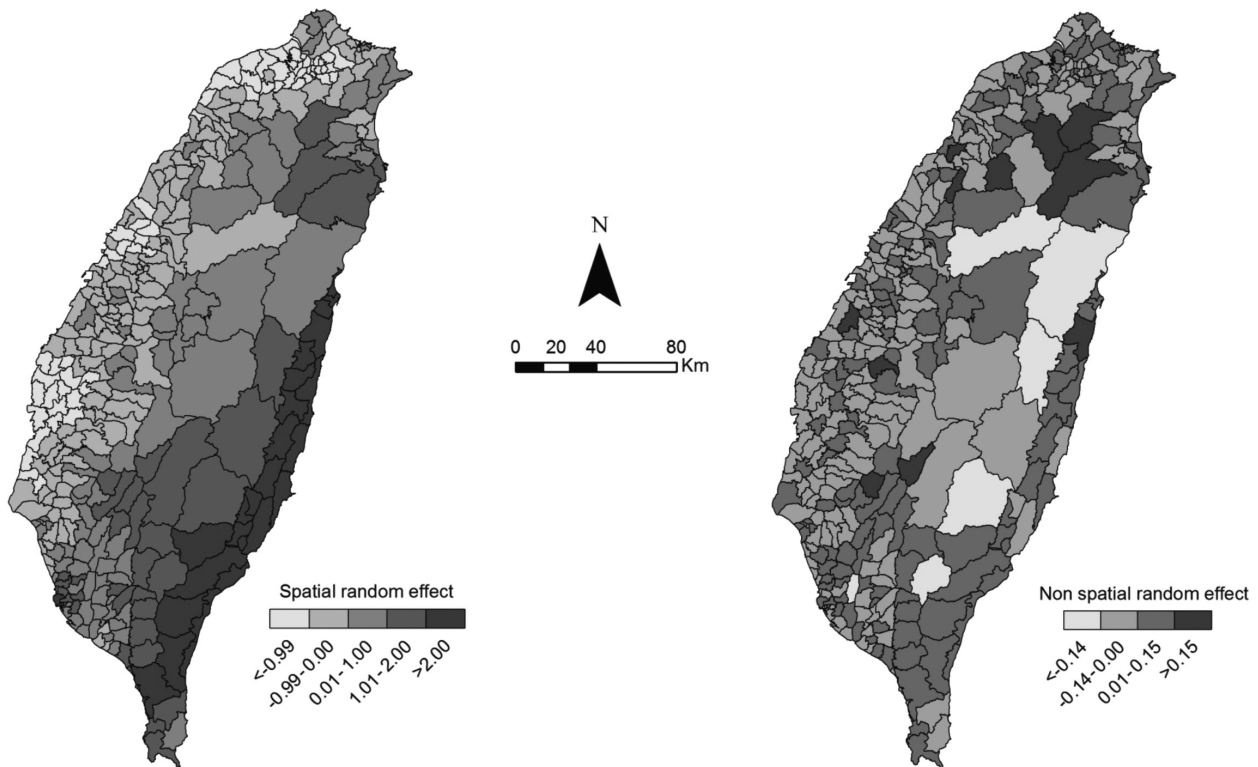 N
0 20 40 80
Km
Spatial random effect
<-0.99
-0.99-0.00
0.01-1.00
1.01-2.00
>2.00
Non spatial random effect
<-0.14
-0.14-0.00
0.01-0.15
>0.15